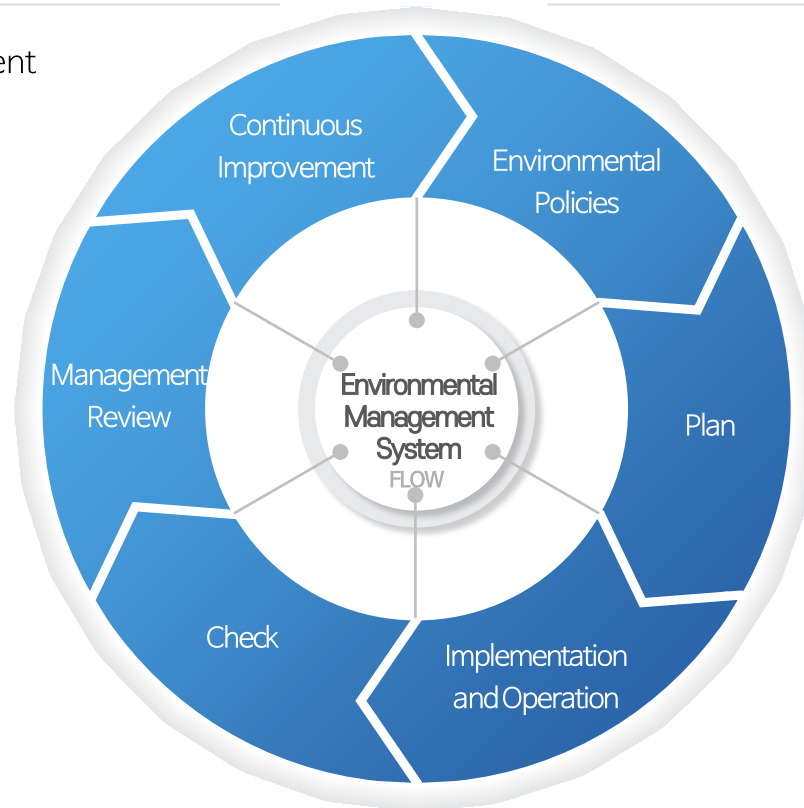 ent
Continuous
Improvement
Environmental
Policies
Management
Review
Environmental
Management
System
FLOW
Plan
Check
Implementation
and Operation